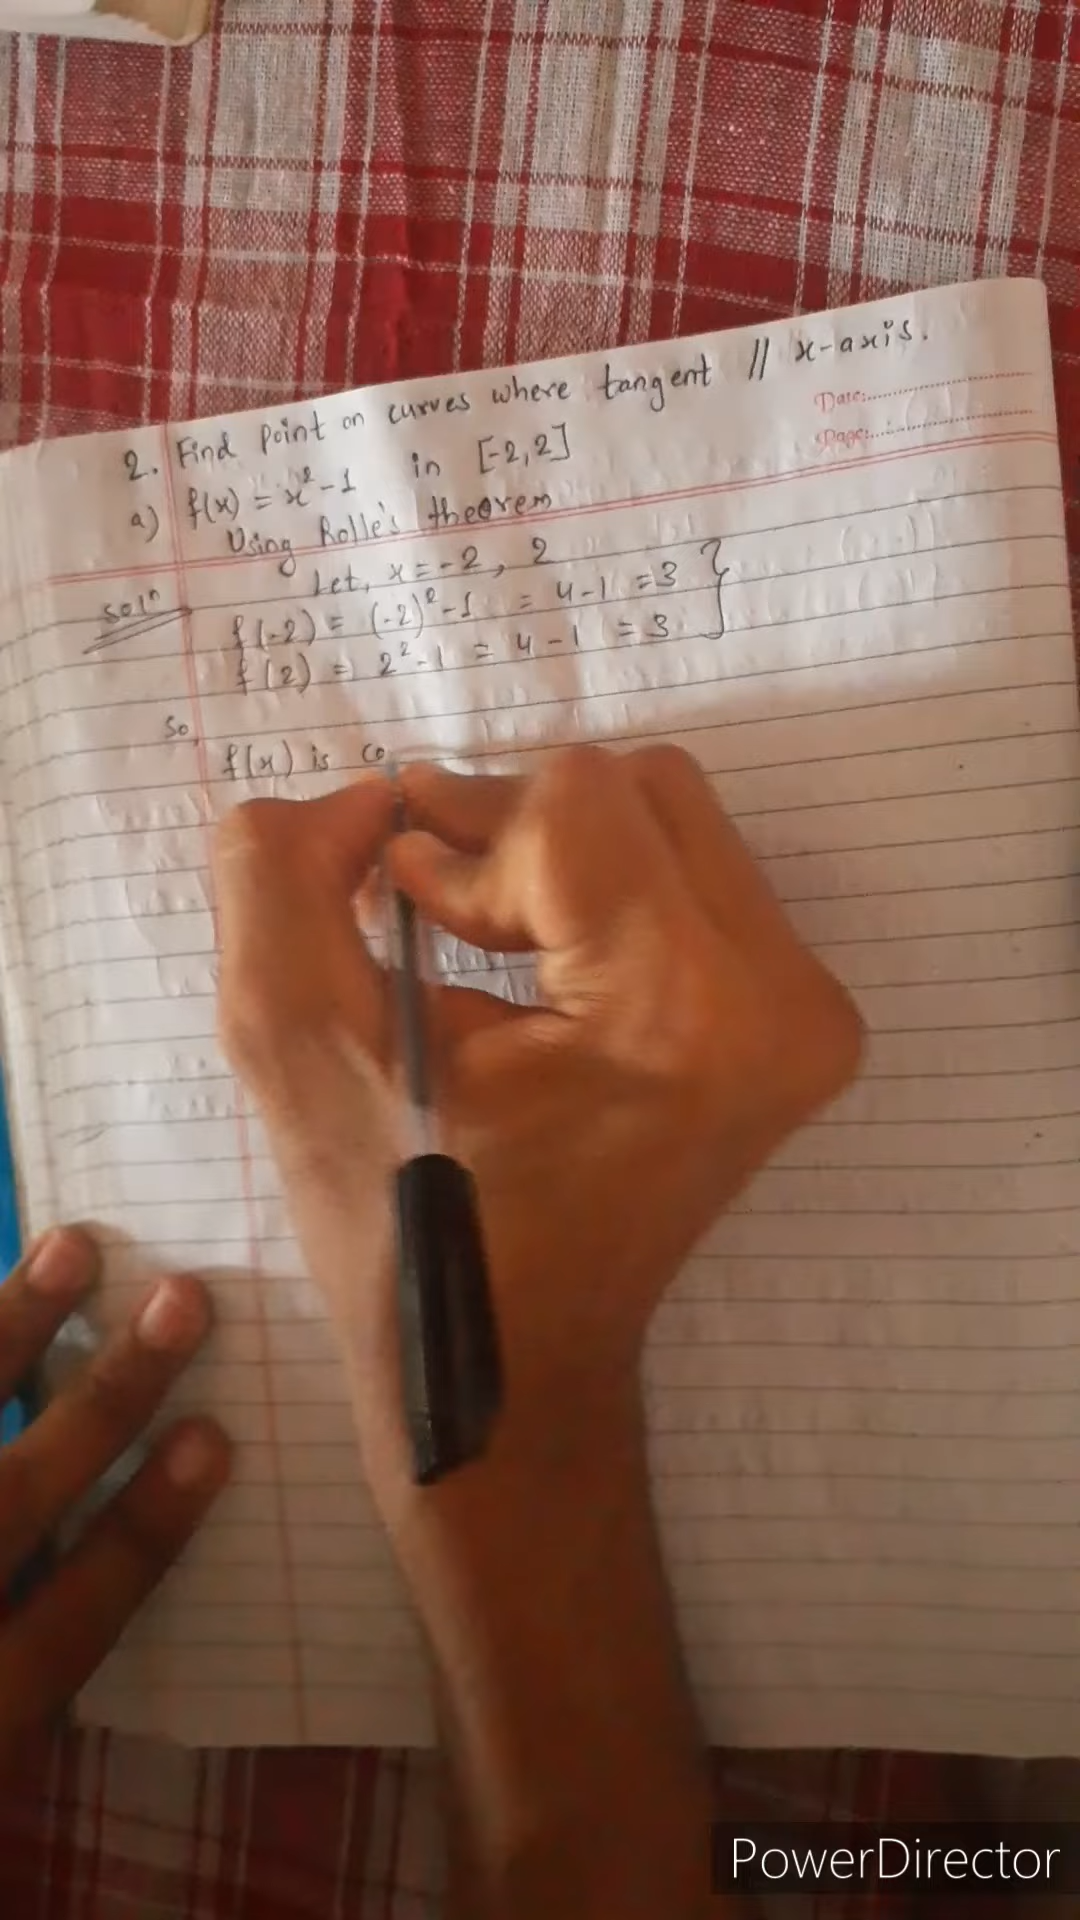 2. Find point on curves where tangent // x-axis.
Date:
Page:
a) f(x) = x² - 1 in [-2,2]
Using Rolle's theorem
Solⁿ Let, x = -2, 2
f(-2) = (-2)² - 1 = 4 - 1 = 3 }
f(2) = 2² - 1 = 4 - 1 = 3
So,
f(x) is co
PowerDirector